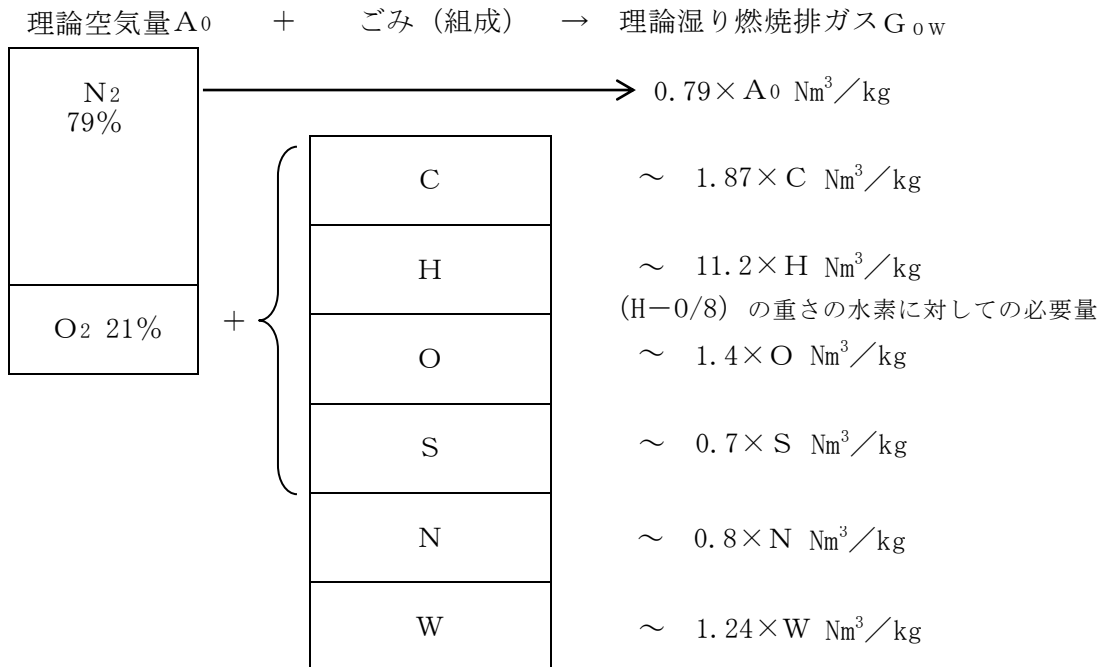 理論空気量A0 + ごみ（組成） → 理論湿り燃焼排ガスG0W
N2
79%
0.79×A0 Nm³／kg
C
～ 1.87×C Nm³／kg
H
～ 11.2×H Nm³／kg
(H－O/8) の重さの水素に対しての必要量
O2 21%
+
O
～ 1.4×O Nm³／kg
S
～ 0.7×S Nm³／kg
N
～ 0.8×N Nm³／kg
W
～ 1.24×W Nm³／kg